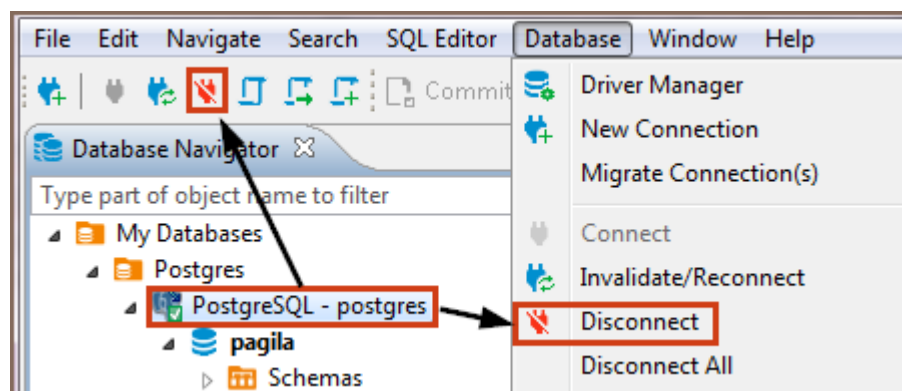 File Edit Navigate Search SQL Editor Database Window Help
Commit
Database Navigator
Type part of object name to filter
My Databases
Postgres
PostgreSQL - postgres
pagila
Schemas
Driver Manager
New Connection
Migrate Connection(s)
Connect
Invalidate/Reconnect
Disconnect
Disconnect All